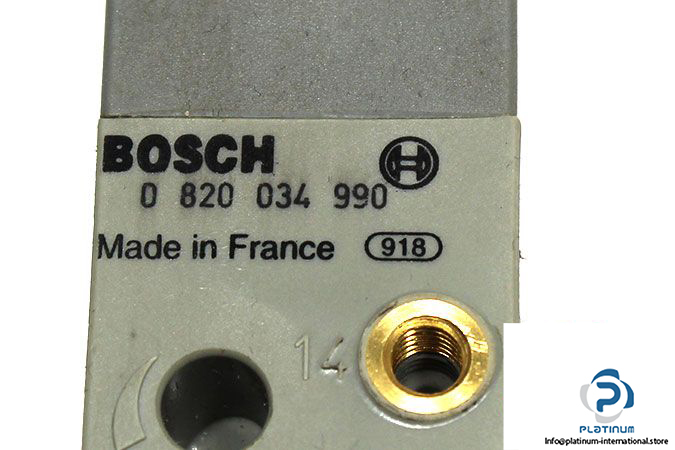 BOSCH
0 820 034 990
Made in France 918
14
PLATINUM
Info@platinum-international.store